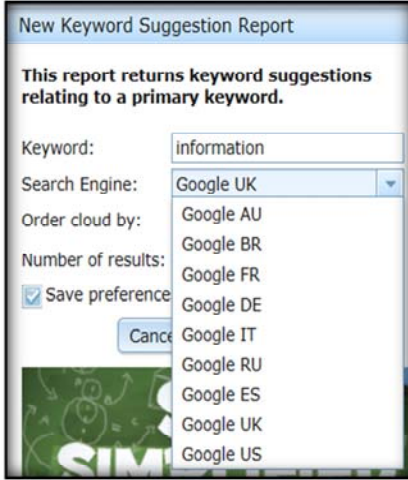 New Keyword Suggestion Report
This report returns keyword suggestions
relating to a primary keyword.
Keyword: information
Search Engine: Google UK
Order cloud by:
Number of results:
Save preference
Cance
Google AU
Google BR
Google FR
Google DE
Google IT
Google RU
Google ES
Google UK
Google US